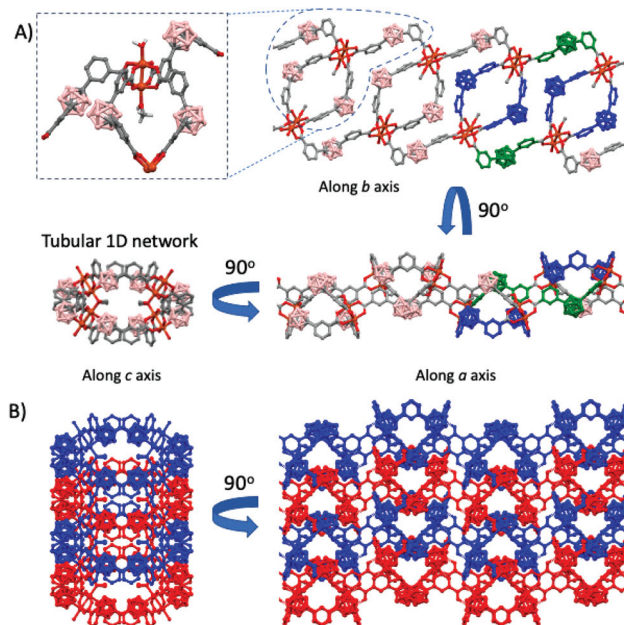 A)
Along b axis
90°
Tubular 1D network
90°
Along c axis
Along a axis
B)
90°